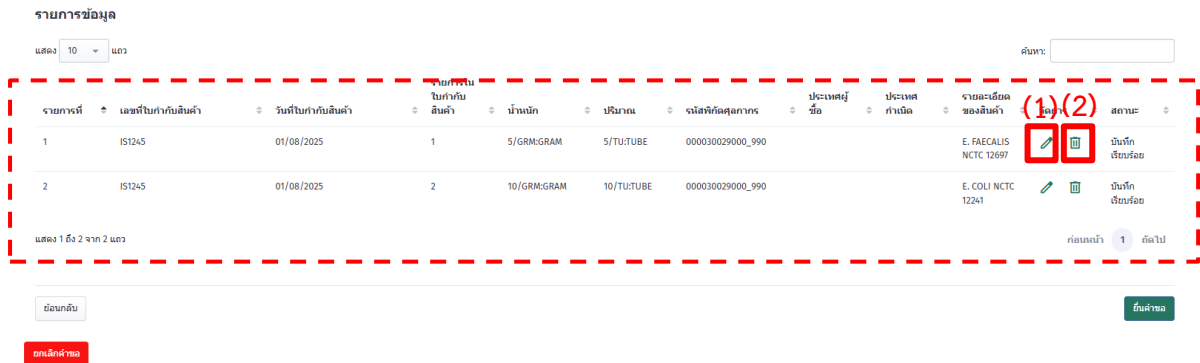 รายการข้อมูล
แสดง 10 แถว
ค้นหา:
รายการที่ เลขที่ใบกำกับสินค้า วันที่ใบกำกับสินค้า รายการใน ใบกำกับ สินค้า น้ำหนัก ปริมาณ รหัสพิกัดศุลกากร ประเทศผู้ ซื้อ ประเทศ กำเนิด รายละเอียด ของสินค้า (1) (2) สถานะ
1 IS1245 01/08/2025 1 5/GRM:GRAM 5/TU:TUBE 000030029000_990 E. FAECALIS NCTC 12697 บันทึก เรียบร้อย
2 IS1245 01/08/2025 2 10/GRM:GRAM 10/TU:TUBE 000030029000_990 E. COLI NCTC 12241 บันทึก เรียบร้อย
แสดง 1 ถึง 2 จาก 2 แถว
ก่อนหน้า 1 ถัดไป
ย้อนกลับ
ยื่นคำขอ
ยกเลิกคำขอ